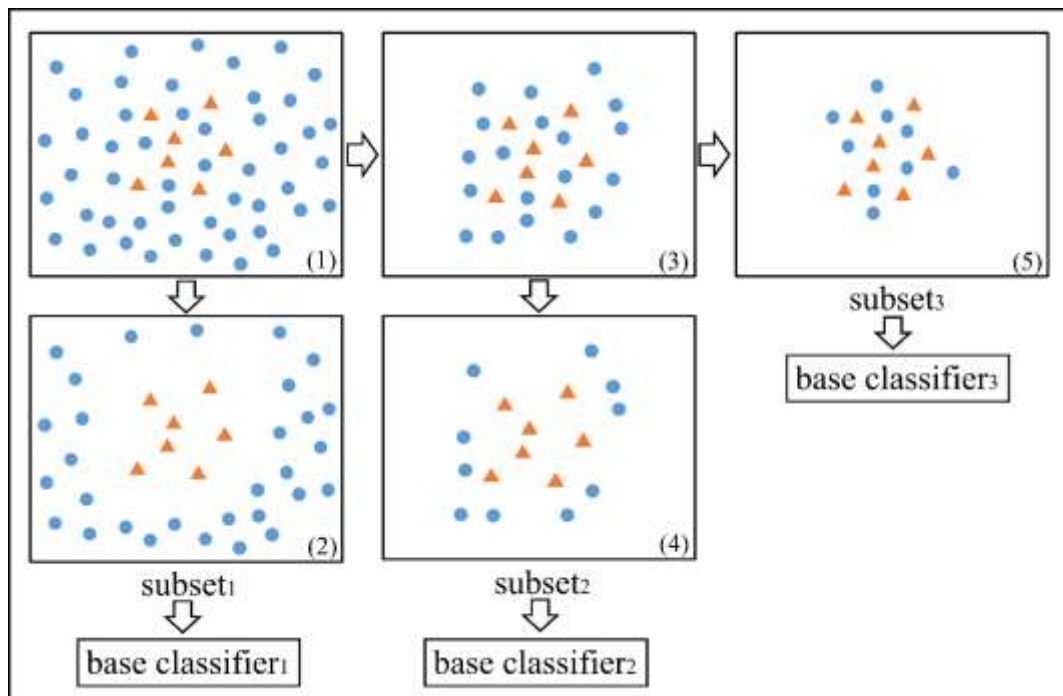 (1)
(3)
(5)
subset₃
base classifier₃
(2)
(4)
subset₁
subset₂
base classifier₁
base classifier₂